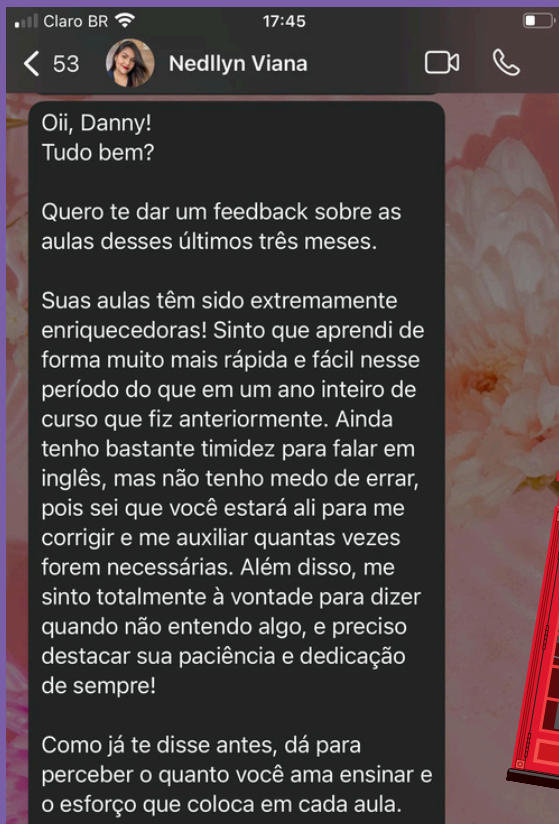 Claro BR
17:45
53
Nedllyn Viana
Oii, Danny!
Tudo bem?
Quero te dar um feedback sobre as
aulas desses últimos três meses.
Suas aulas têm sido extremamente
enriquecedoras! Sinto que aprendi de
forma muito mais rápida e fácil nesse
período do que em um ano inteiro de
curso que fiz anteriormente. Ainda
tenho bastante timidez para falar em
inglês, mas não tenho medo de errar,
pois sei que você estará ali para me
corrigir e me auxiliar quantas vezes
forem necessárias. Além disso, me
sinto totalmente à vontade para dizer
quando não entendo algo, e preciso
destacar sua paciência e dedicação
de sempre!
Como já te disse antes, dá para
perceber o quanto você ama ensinar e
o esforço que coloca em cada aula.